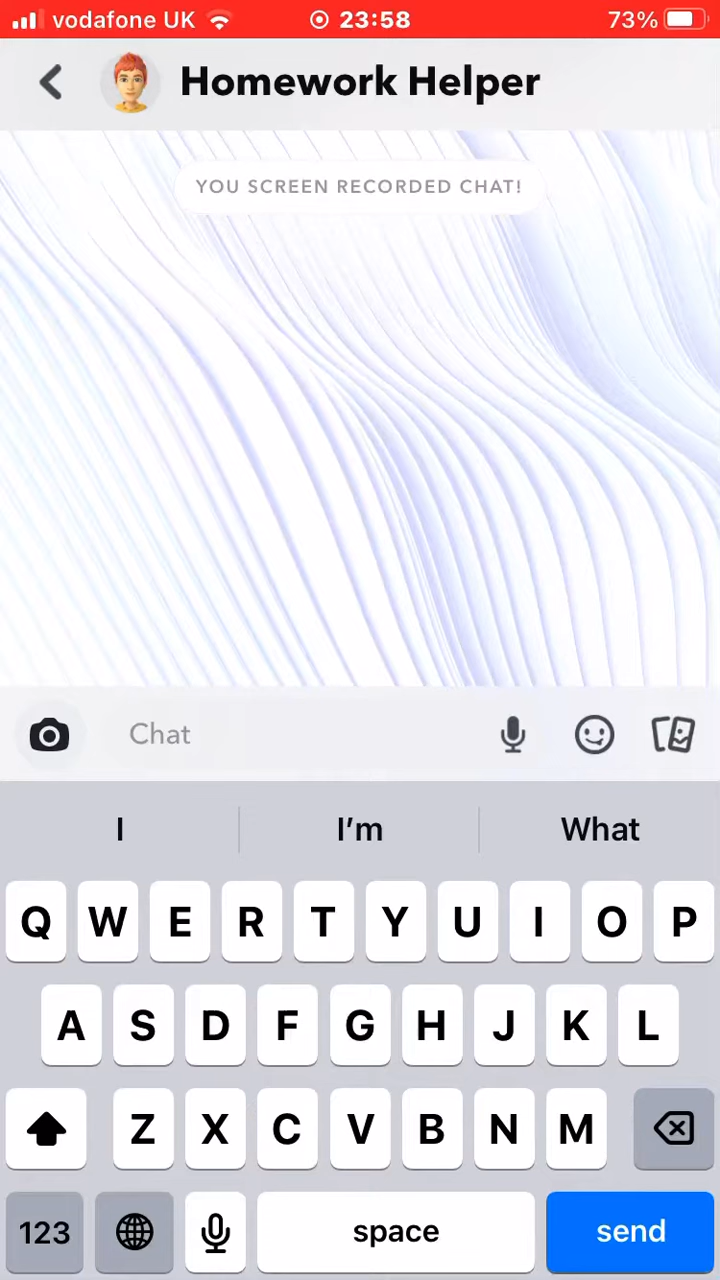 vodafone UK 23:58 73%
Homework Helper
YOU SCREEN RECORDED CHAT!
Chat
I I’m What
Q W E R T Y U I O P
A S D F G H J K L
Z X C V B N M
123 space send